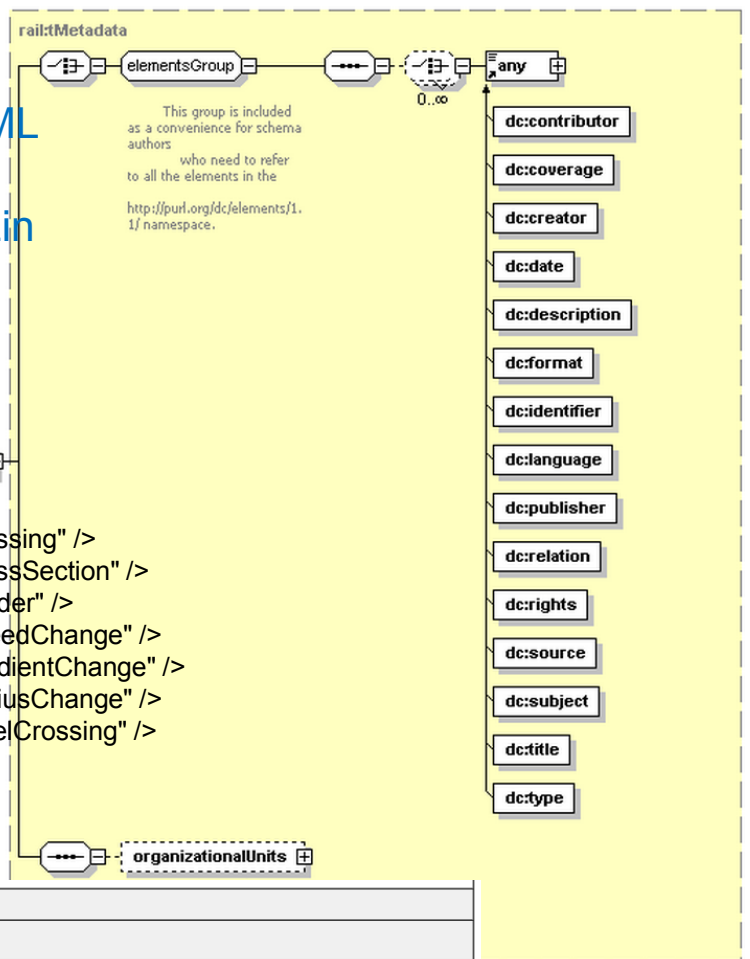 rail:tMetadata
elementsGroup
0..∞
any
This group is included
as a convenience for schema
authors
who need to refer
to all the elements in the
http://purl.org/dc/elements/1.
1/ namespace.
ML
in
dc:contributor
dc:coverage
dc:creator
dc:date
dc:description
dc:format
dc:identifier
dc:language
dc:publisher
dc:relation
dc:rights
dc:source
dc:subject
dc:title
dc:type
ssing" />
ssSection" />
der" />
edChange" />
dientChange" />
iusChange" />
elCrossing" />
organizationalUnits